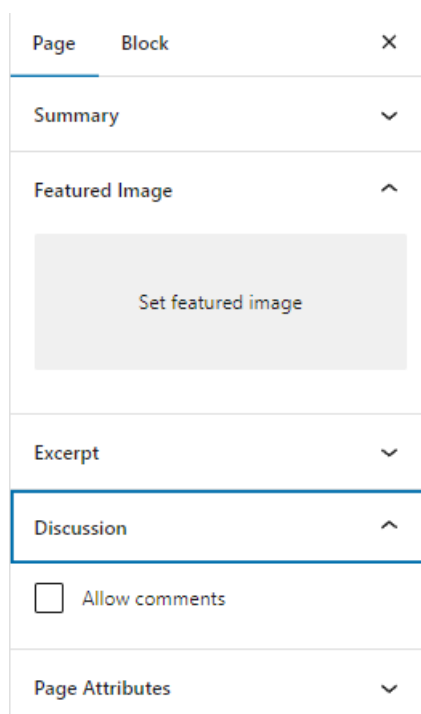 Page Block
Summary
Featured Image
Set featured image
Excerpt
Discussion
Allow comments
Page Attributes